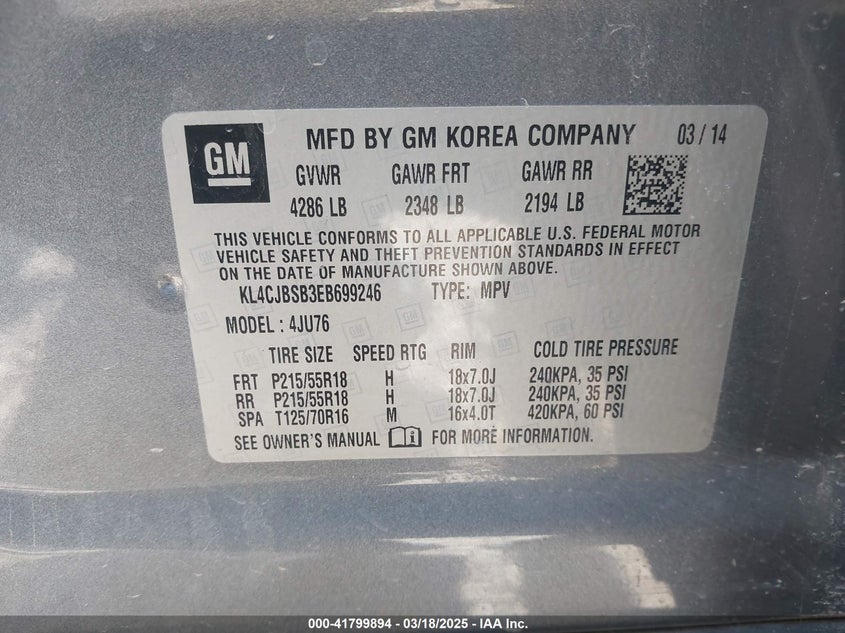 GM
MFD BY GM KOREA COMPANY 03/14
GVWR GAWR FRT GAWR RR
4286 LB 2348 LB 2194 LB
THIS VEHICLE CONFORMS TO ALL APPLICABLE U.S. FEDERAL MOTOR
VEHICLE SAFETY AND THEFT PREVENTION STANDARDS IN EFFECT
ON THE DATE OF MANUFACTURE SHOWN ABOVE.
KL4CJBSB3EB699246 TYPE: MPV
MODEL : 4JU76
TIRE SIZE SPEED RTG RIM COLD TIRE PRESSURE
FRT P215/55R18 H 18x7.0J 240KPA, 35 PSI
RR P215/55R18 H 18x7.0J 240KPA, 35 PSI
SPA T125/70R16 M 16x4.0T 420KPA, 60 PSI
SEE OWNER'S MANUAL FOR MORE INFORMATION.
000-41799894 - 03/18/2025 - IAA Inc.